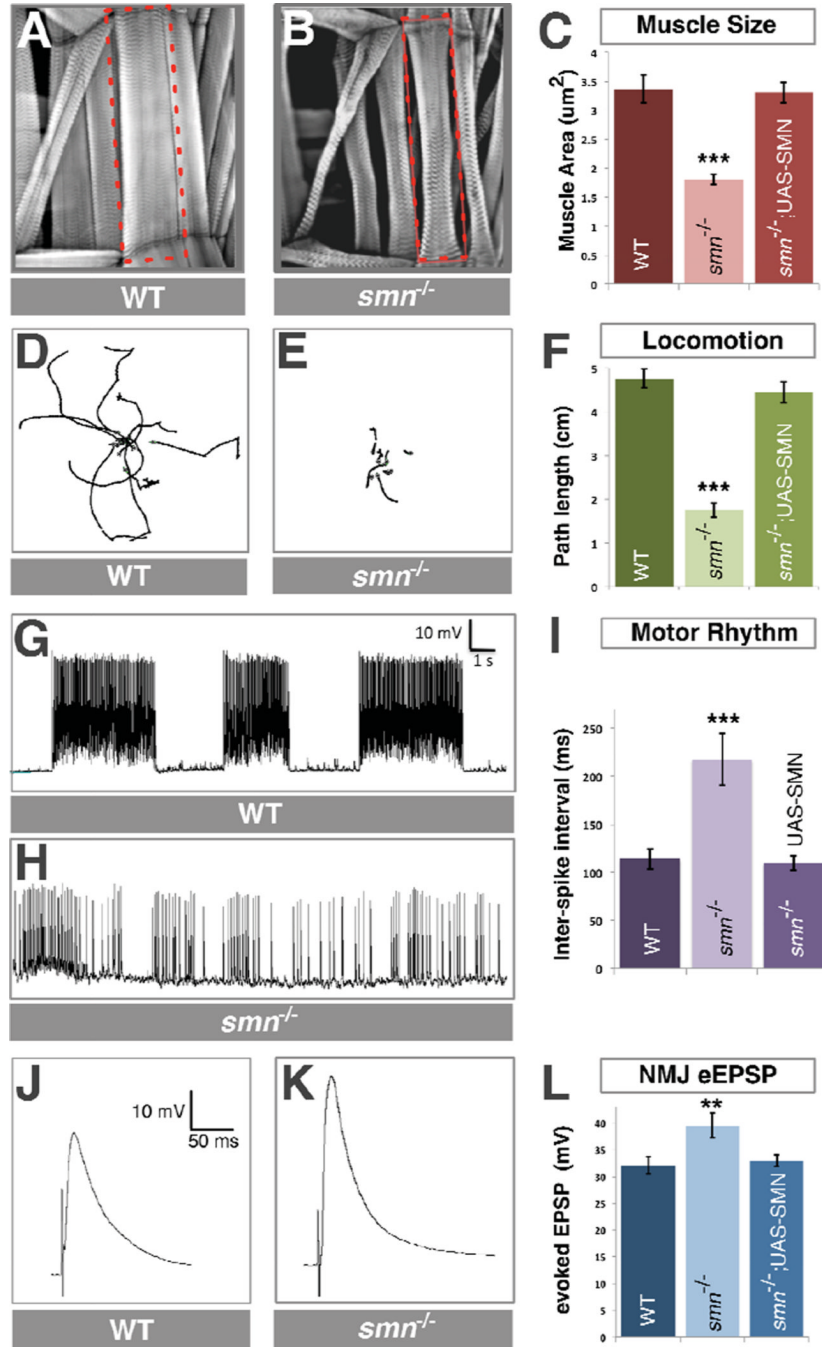 A
WT
B
smn-/-
C
Muscle Size
Muscle Area (um2)
4
3.5
3
2.5
2
1.5
1
0.5
0
***
WT
smn-/-
smn-/-;UAS-SMN
D
WT
E
smn-/-
F
Locomotion
Path length (cm)
5
4
3
2
1
0
***
WT
smn-/-
smn-/-;UAS-SMN
G
10 mV
1 s
WT
H
smn-/-
I
Motor Rhythm
Inter-spike interval (ms)
250
200
150
100
50
0
***
WT
smn-/-
smn-/-
UAS-SMN
J
10 mV
50 ms
WT
K
smn-/-
L
NMJ eEPSP
evoked EPSP (mV)
40
35
30
25
20
15
10
5
0
**
WT
smn-/-
smn-/-;UAS-SMN